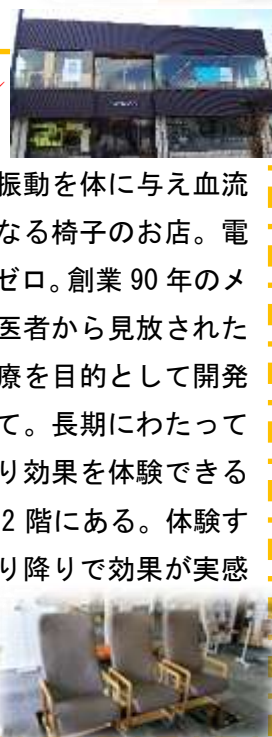 振動を体に与え血流
なる椅子のお店。電
ゼロ。創業 90 年のメ
医者から見放された
療を目的として開発
て。長期にわたって
り効果を体験できる
2 階にある。体験す
り降りで効果が実感